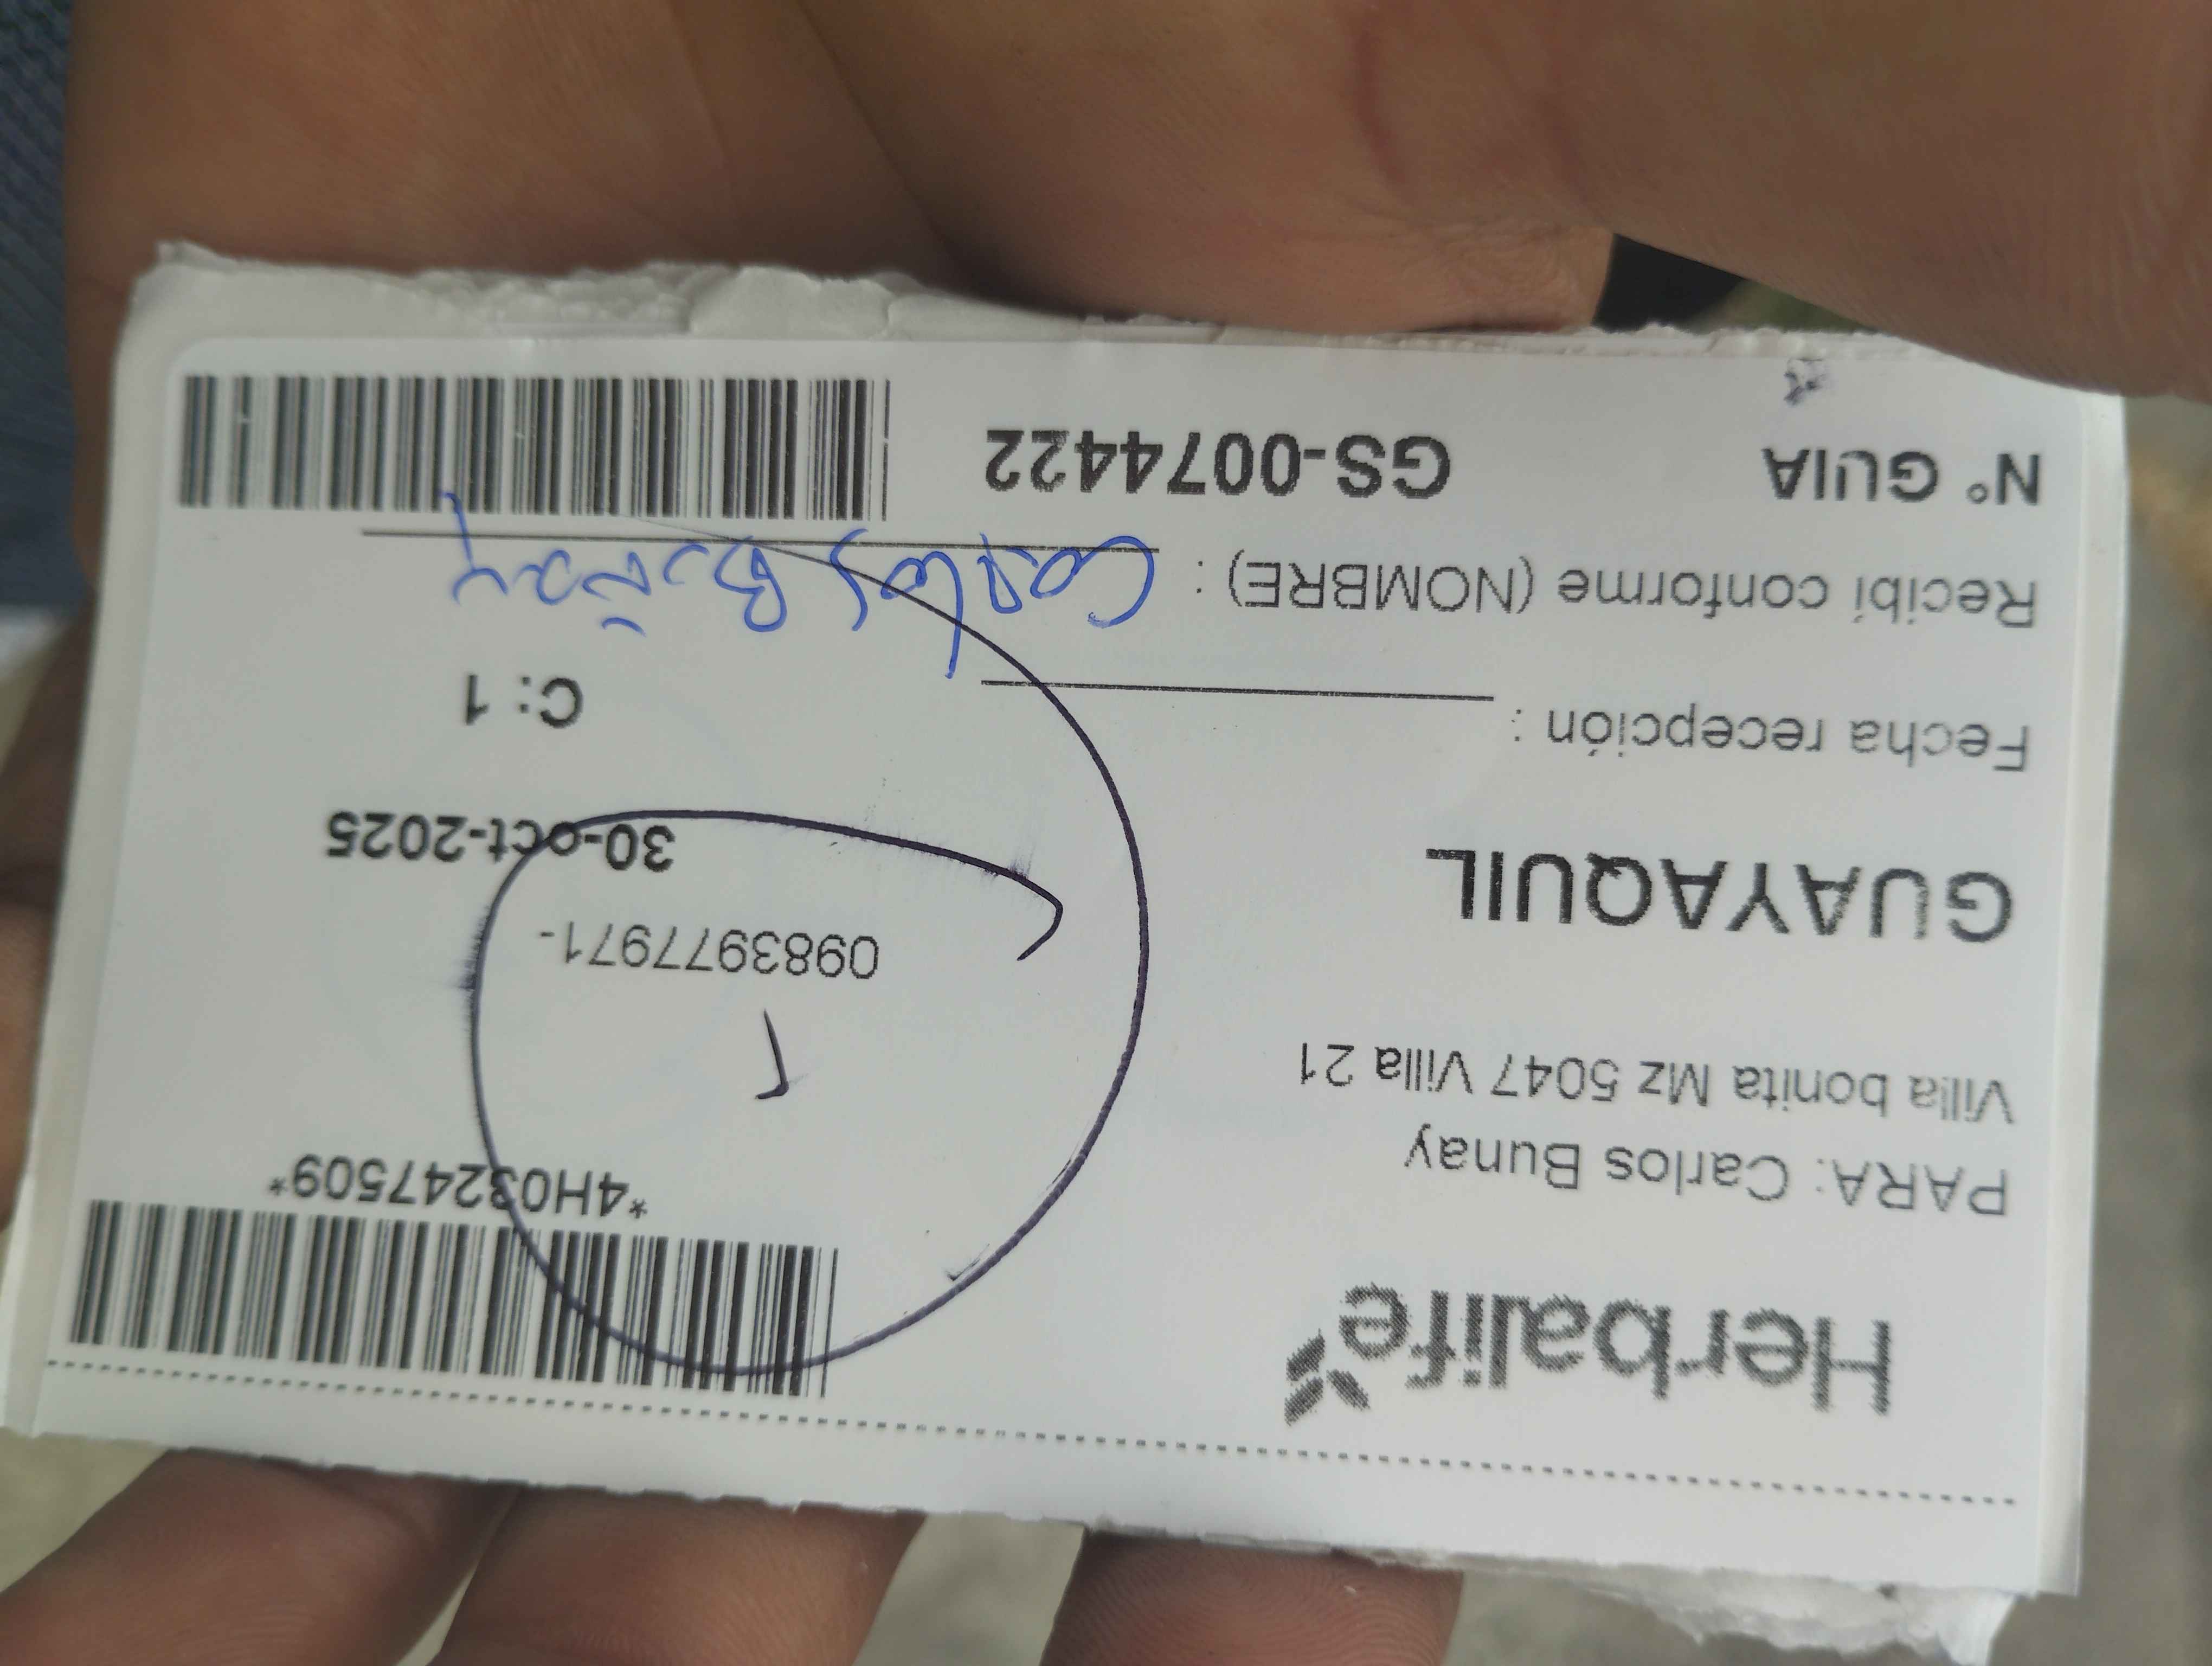 Herbalife
*4H03247509*
PARA: Carlos Bunay
Villa bonita Mz 5047 Villa 21
0983977971-
GUAYAQUIL
30-oct-2025
Fecha recepción :
C: 1
Recibí conforme (NOMBRE) : Carlos Buñay
N° GUIA GS-0074422